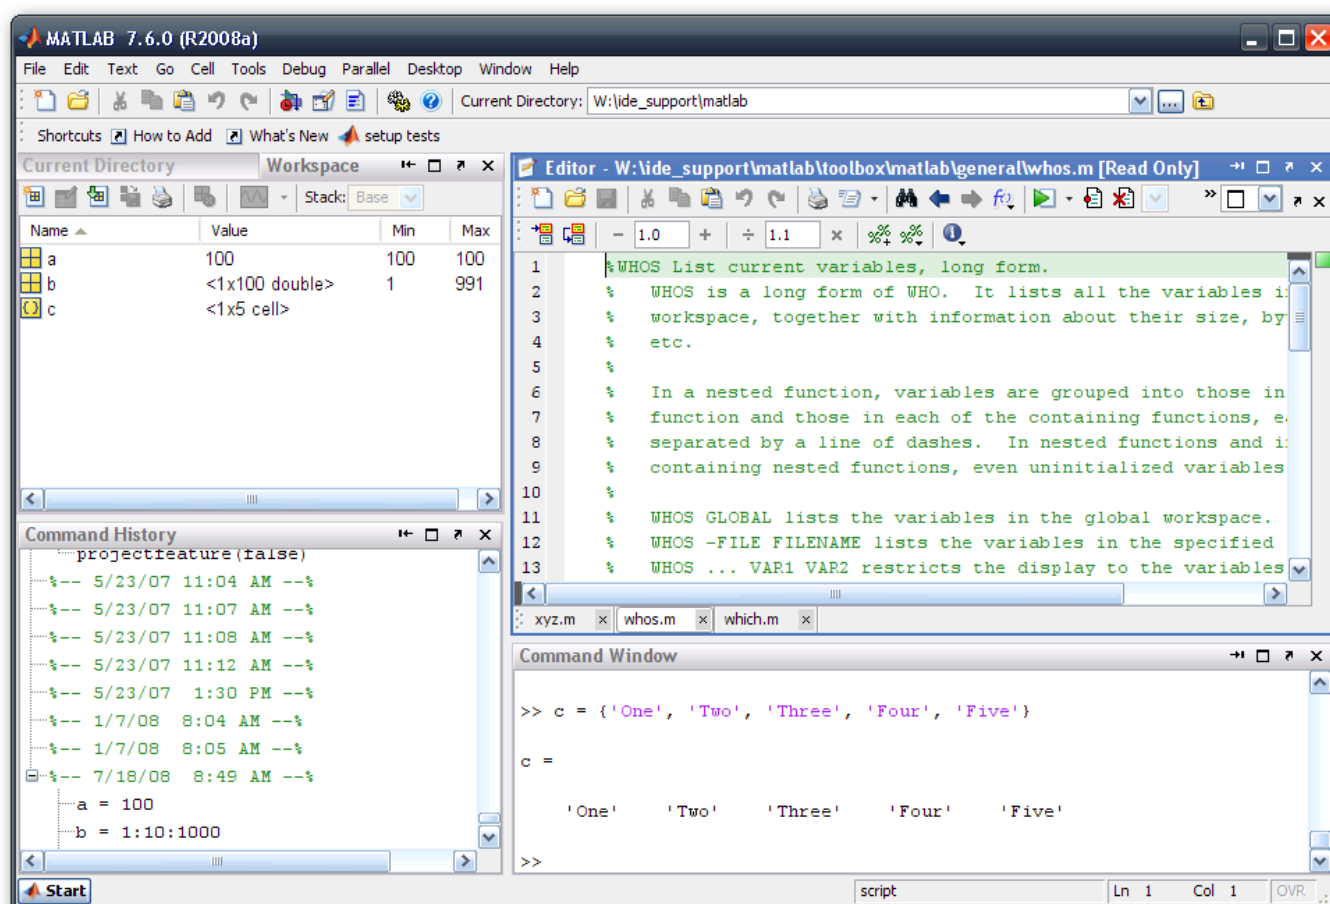 MATLAB 7.6.0 (R2008a)
File Edit Text Go Cell Tools Debug Parallel Desktop Window Help
Current Directory: W:\ide_support\matlab
Shortcuts How to Add What's New setup tests
Current Directory Workspace
Stack: Base
Name Value Min Max
a 100 100 100
b <1x100 double> 1 991
c <1x5 cell>
Command History
projectfeature(false)
%-- 5/23/07 11:04 AM --%
%-- 5/23/07 11:07 AM --%
%-- 5/23/07 11:08 AM --%
%-- 5/23/07 11:12 AM --%
%-- 5/23/07 1:30 PM --%
%-- 1/7/08 8:04 AM --%
%-- 1/7/08 8:05 AM --%
%-- 7/18/08 8:49 AM --%
a = 100
b = 1:10:1000
Editor - W:\ide_support\matlab\toolbox\matlab\general\whos.m [Read Only]
− 1.0 + ÷ 1.1 ×
1 %WHOS List current variables, long form.
2 % WHOS is a long form of WHO. It lists all the variables i
3 % workspace, together with information about their size, by
4 % etc.
5 %
6 % In a nested function, variables are grouped into those in
7 % function and those in each of the containing functions, e
8 % separated by a line of dashes. In nested functions and i
9 % containing nested functions, even uninitialized variables
10 %
11 % WHOS GLOBAL lists the variables in the global workspace.
12 % WHOS -FILE FILENAME lists the variables in the specified
13 % WHOS ... VAR1 VAR2 restricts the display to the variables
xyz.m whos.m which.m
Command Window
>> c = {'One', 'Two', 'Three', 'Four', 'Five'}
c =
'One' 'Two' 'Three' 'Four' 'Five'
>>
Start script Ln 1 Col 1 OVR